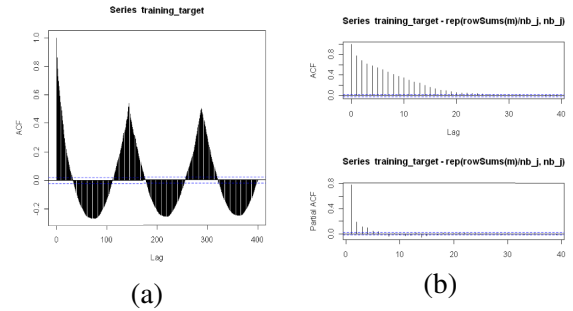 Series training_target
ACF
-0.2 0.0 0.2 0.4 0.6 0.8 1.0
0 100 200 300 400
Lag
(a)
Series training_target - rep(rowSums(m)/nb_j, nb_j)
ACF
0.0 0.4 0.8
0 10 20 30 40
Lag
Series training_target - rep(rowSums(m)/nb_j, nb_j)
Partial ACF
0.0 0.4 0.8
0 10 20 30 40
(b)